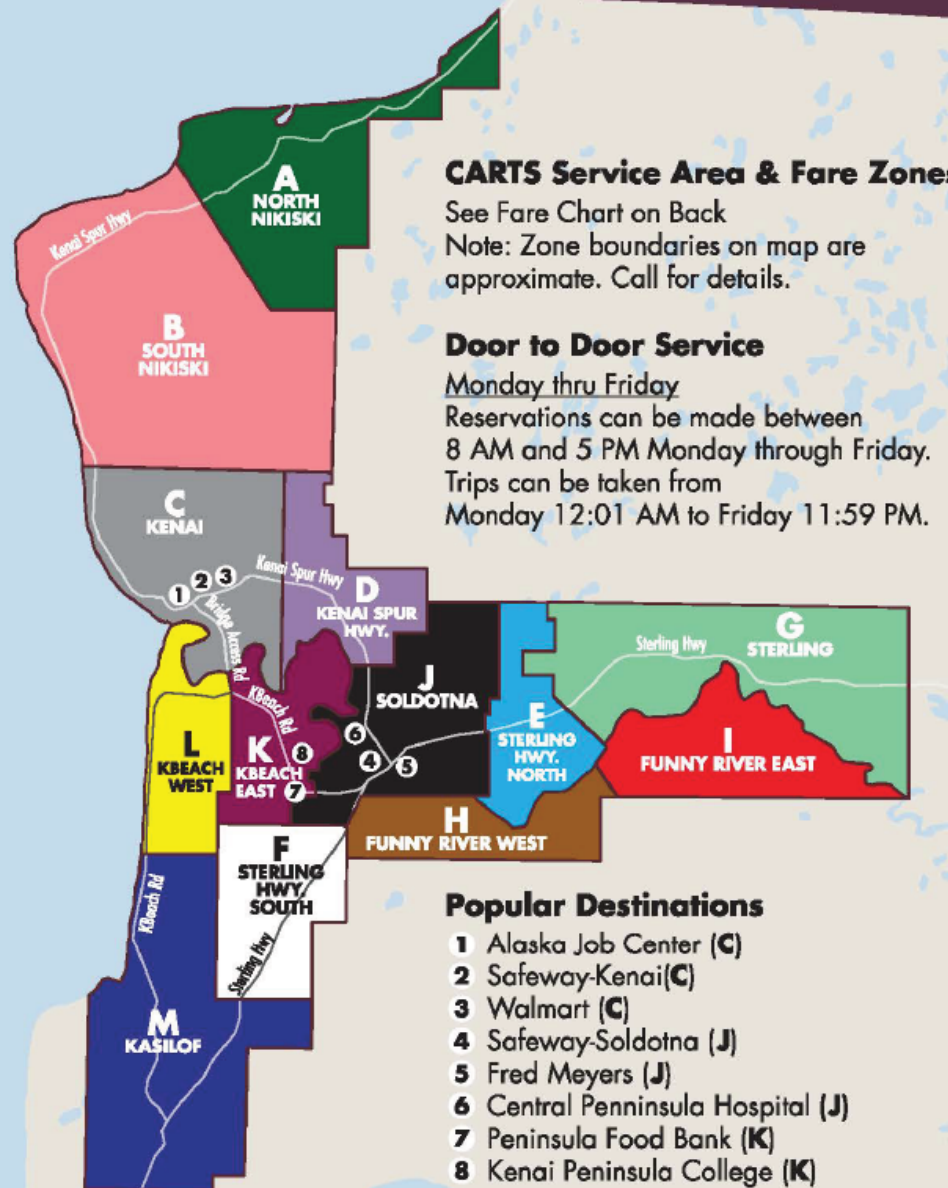 A
NORTH
NIKISKI
CARTS Service Area & Fare Zones
See Fare Chart on Back
Note: Zone boundaries on map are
approximate. Call for details.
Kenai Spur Hwy
B
SOUTH
NIKISKI
Door to Door Service
Monday thru Friday
Reservations can be made between
8 AM and 5 PM Monday through Friday.
Trips can be taken from
Monday 12:01 AM to Friday 11:59 PM.
C
KENAI
1 2 3
Kenai Spur Hwy
Bridge Access Rd
D
KENAI SPUR
HWY.
G
STERLING
Sterling Hwy
J
SOLDOTNA
KBeach Rd
E
STERLING
HWY.
NORTH
I
FUNNY RIVER EAST
L
KBEACH
WEST
K
KBEACH
EAST
8
7
6
4
5
H
FUNNY RIVER WEST
F
STERLING
HWY.
SOUTH
KBeach Rd
Sterling Hwy
M
KASILOF
Popular Destinations
1 Alaska Job Center (C)
2 Safeway-Kenai(C)
3 Walmart (C)
4 Safeway-Soldotna (J)
5 Fred Meyers (J)
6 Central Penninsula Hospital (J)
7 Peninsula Food Bank (K)
8 Kenai Peninsula College (K)